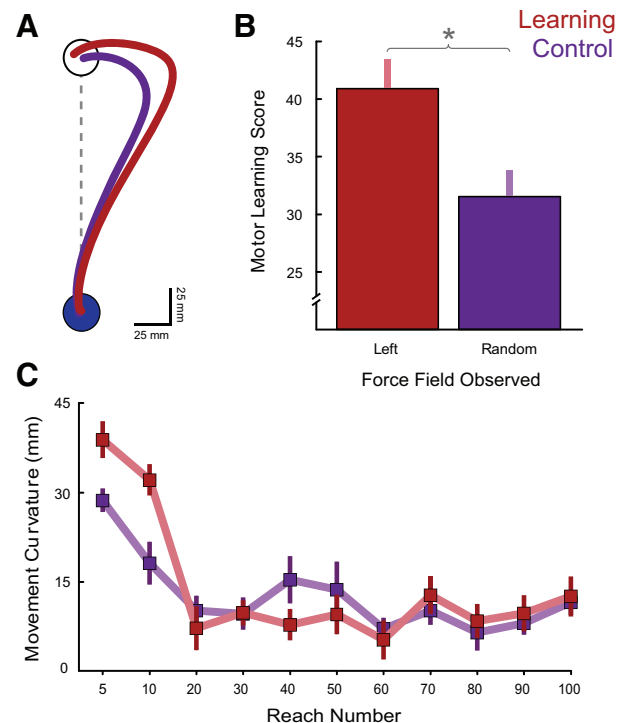 A
25 mm
25 mm
B
Learning
Control
*
45
40
35
30
25
Motor Learning Score
Left
Random
Force Field Observed
C
45
30
15
0
Movement Curvature (mm)
5 10 20 30 40 50 60 70 80 90 100
Reach Number